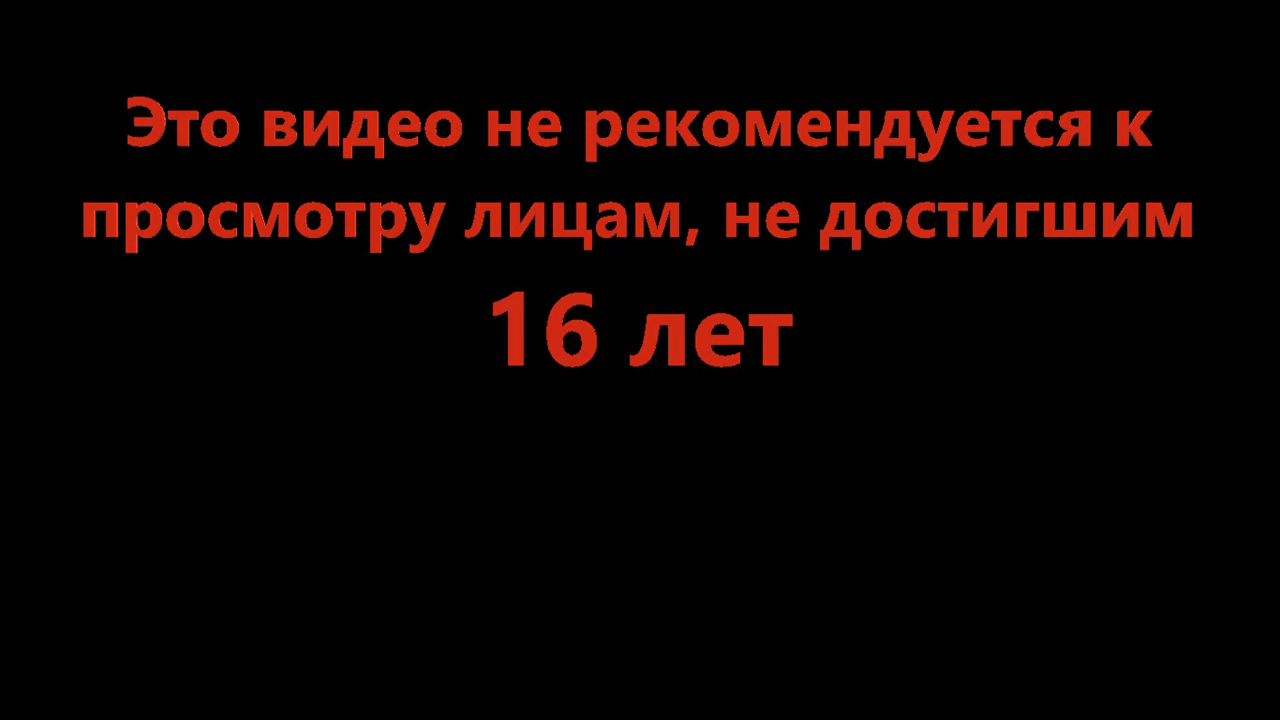 Это видео не рекомендуется к
просмотру лицам, не достигшим
16 лет